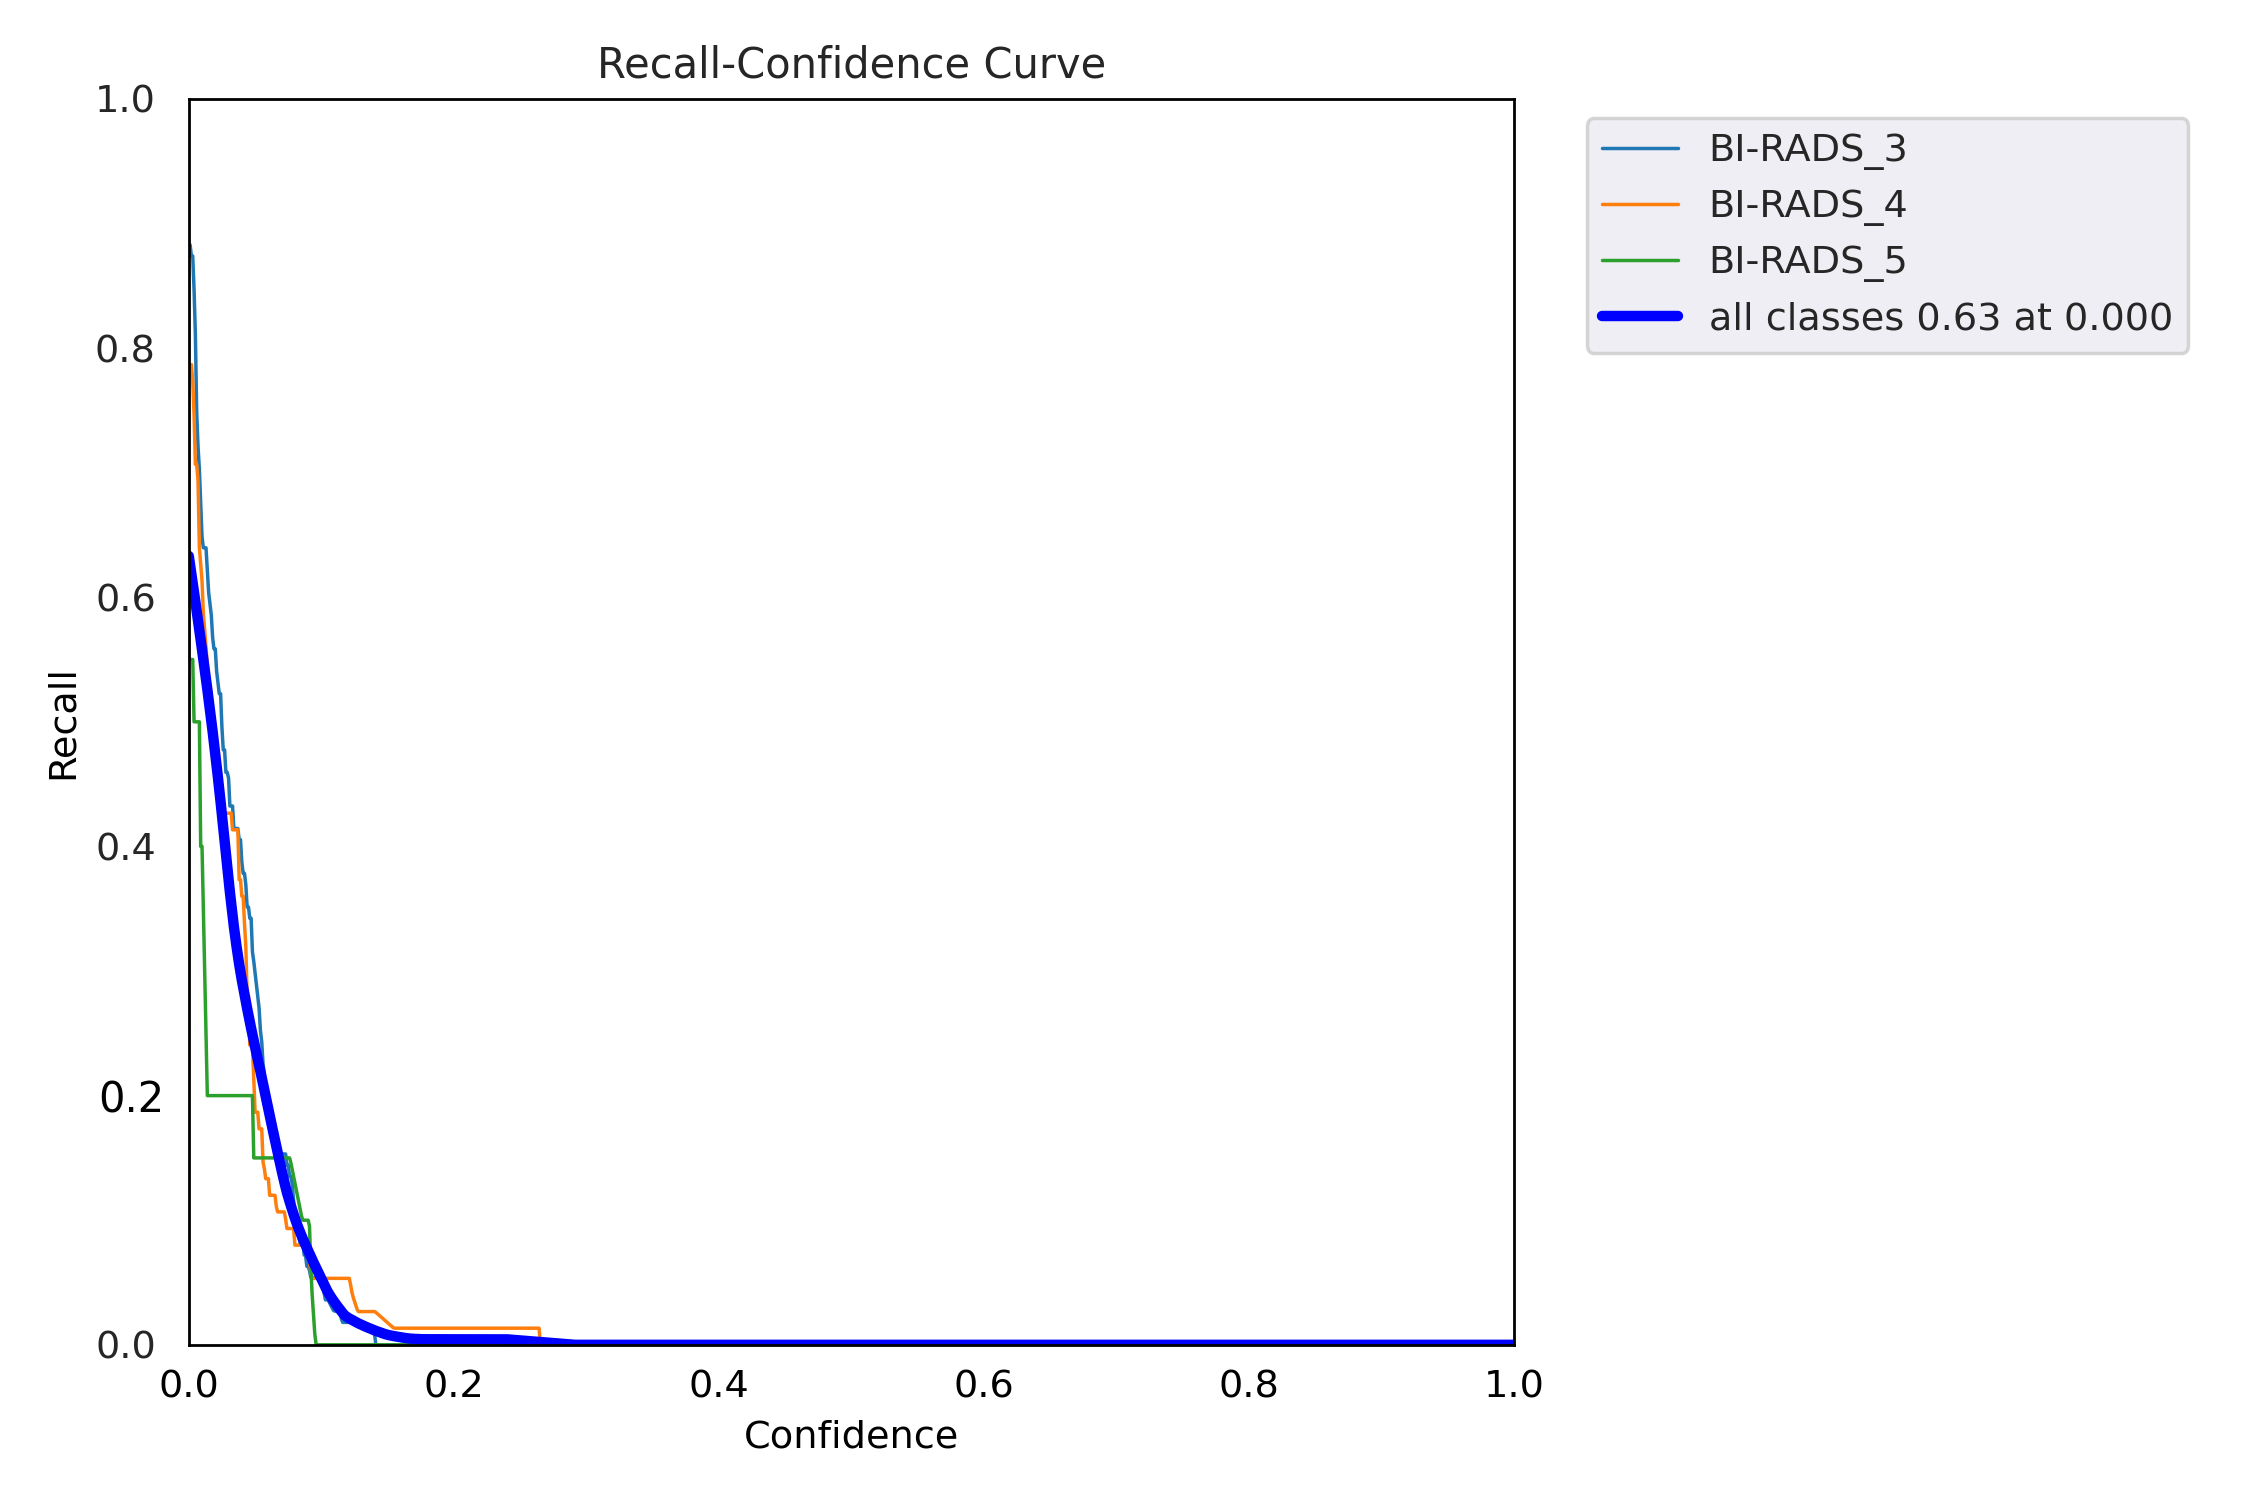 Recall-Confidence Curve
1.0
0.8
0.6
0.4
0.2
0.0
Recall
0.0 0.2 0.4 0.6 0.8 1.0
Confidence
BI-RADS_3
BI-RADS_4
BI-RADS_5
all classes 0.63 at 0.000